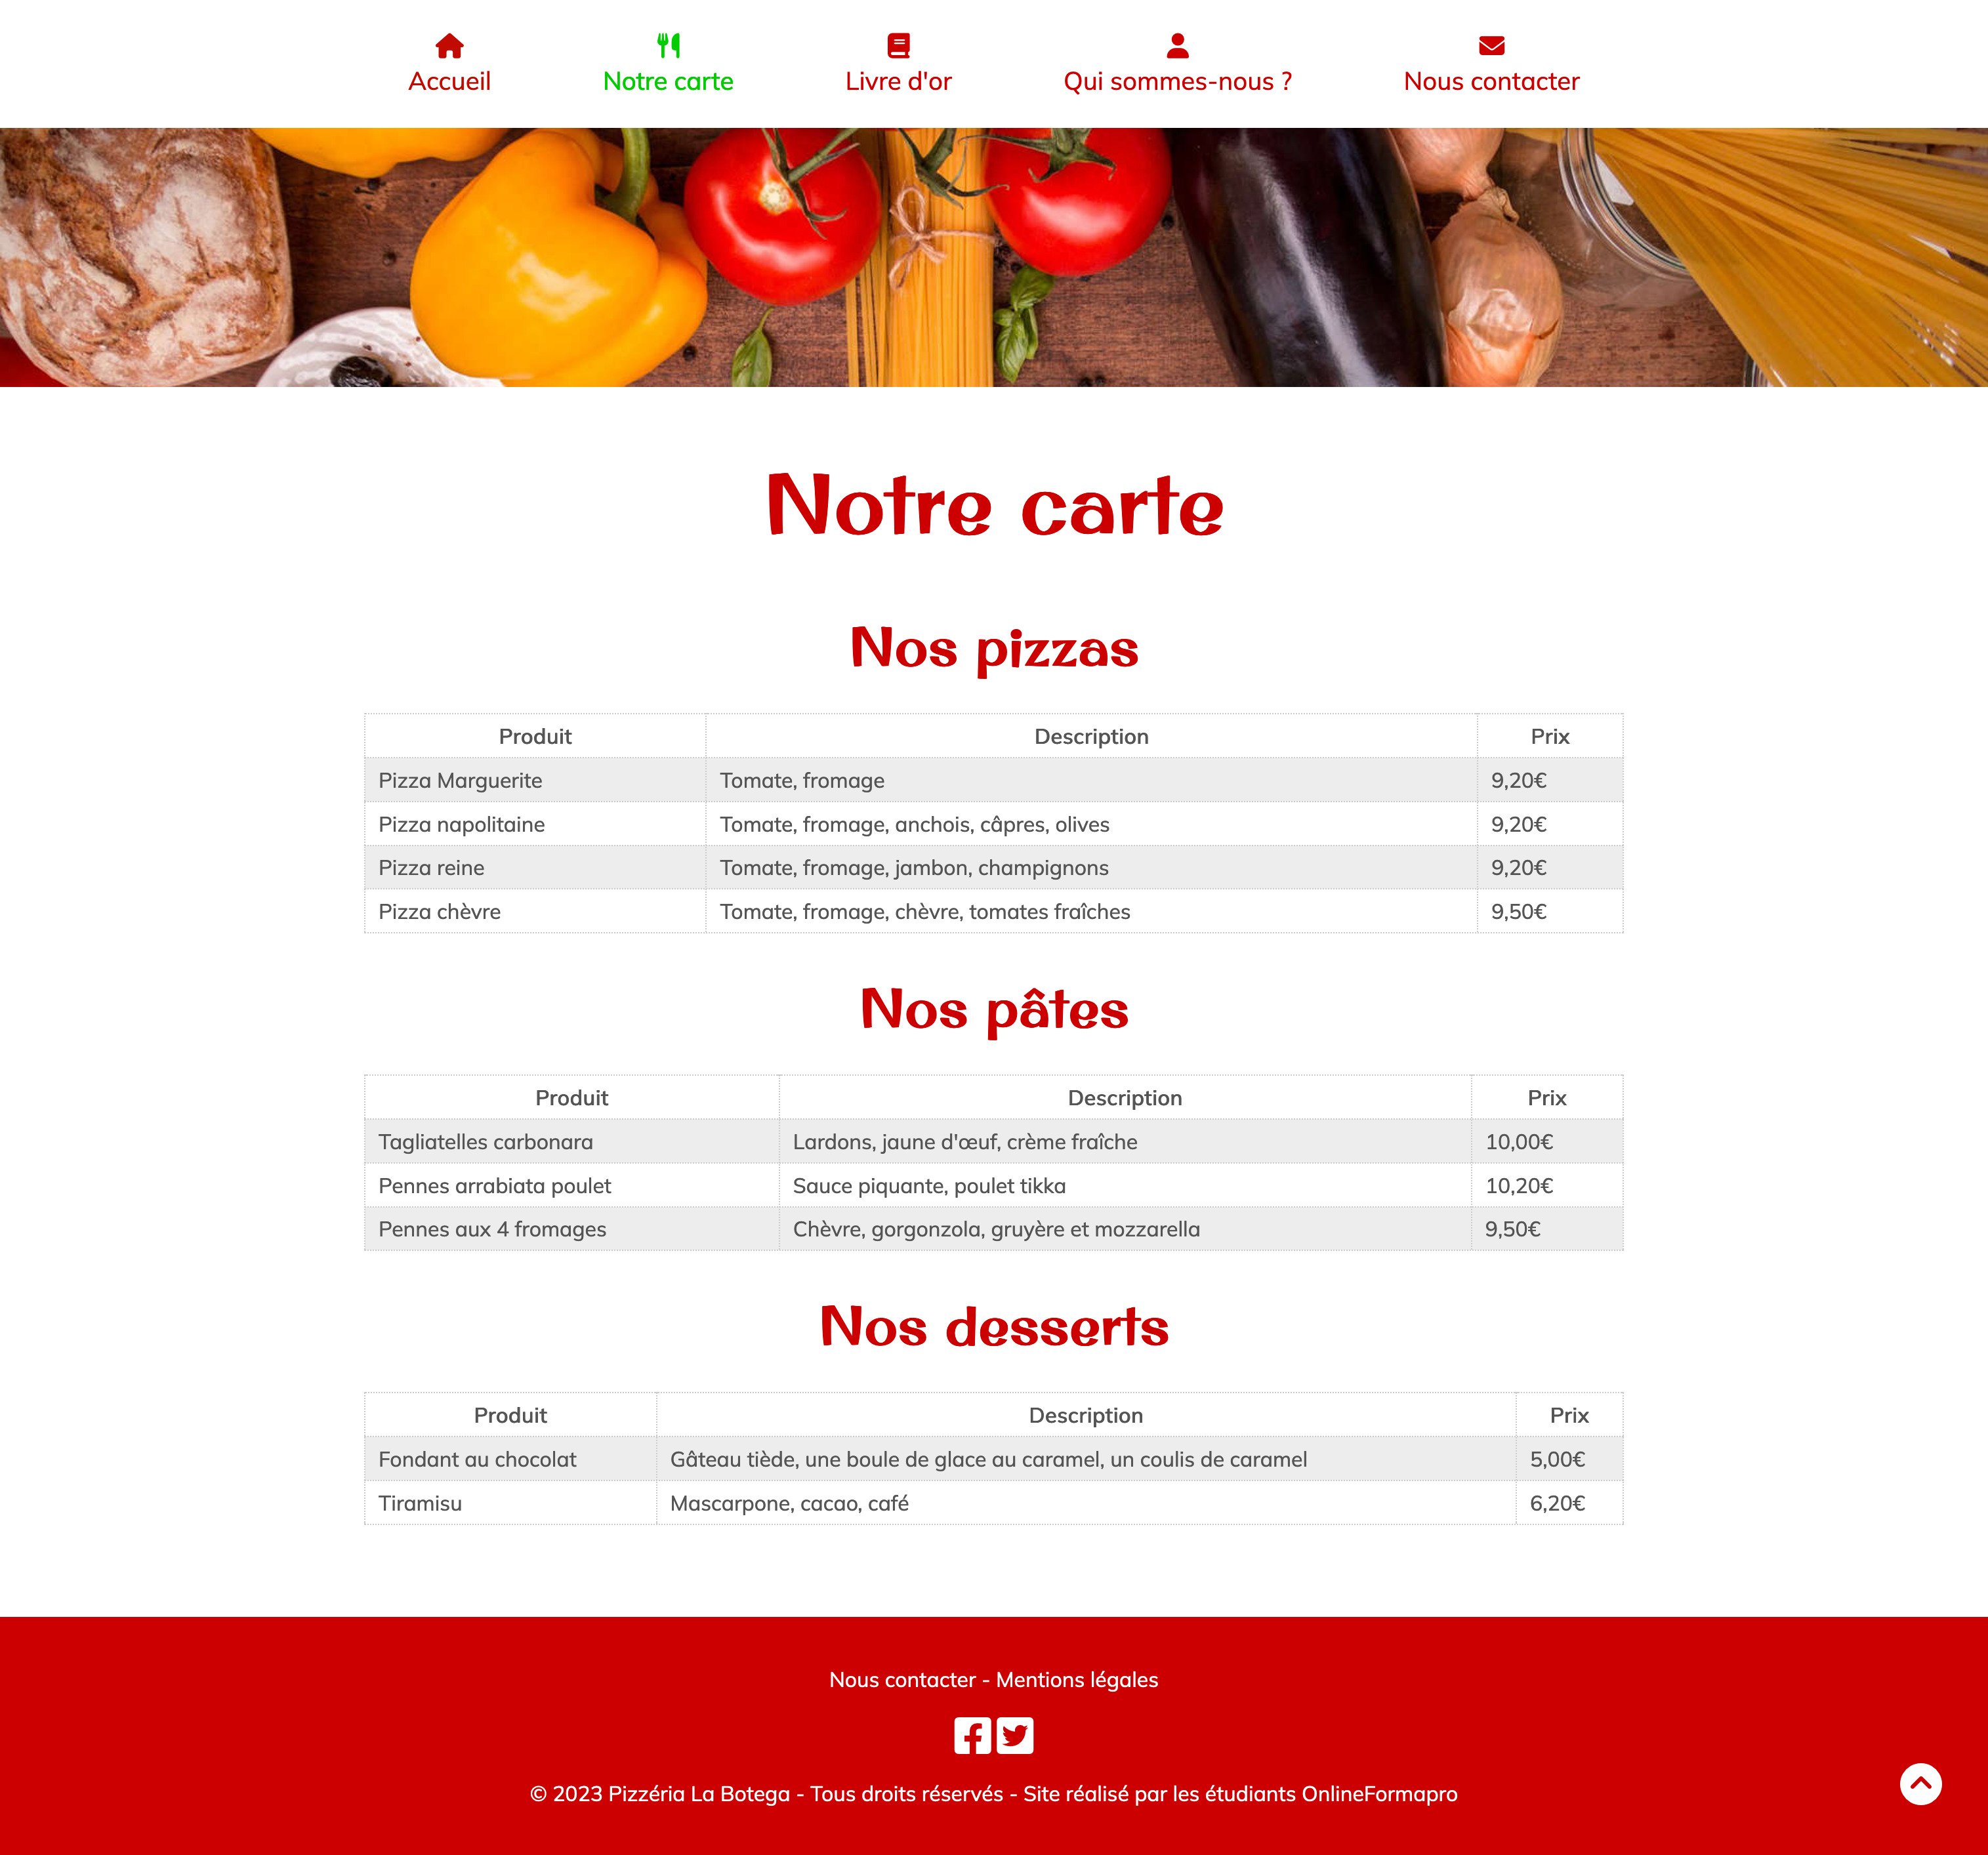 Accueil Notre carte Livre d'or Qui sommes-nous ? Nous contacter
Notre carte
Nos pizzas
Produit Description Prix
Pizza Marguerite Tomate, fromage 9,20€
Pizza napolitaine Tomate, fromage, anchois, câpres, olives 9,20€
Pizza reine Tomate, fromage, jambon, champignons 9,20€
Pizza chèvre Tomate, fromage, chèvre, tomates fraîches 9,50€
Nos pâtes
Produit Description Prix
Tagliatelles carbonara Lardons, jaune d'œuf, crème fraîche 10,00€
Pennes arrabiata poulet Sauce piquante, poulet tikka 10,20€
Pennes aux 4 fromages Chèvre, gorgonzola, gruyère et mozzarella 9,50€
Nos desserts
Produit Description Prix
Fondant au chocolat Gâteau tiède, une boule de glace au caramel, un coulis de caramel 5,00€
Tiramisu Mascarpone, cacao, café 6,20€
Nous contacter - Mentions légales
© 2023 Pizzéria La Botega - Tous droits réservés - Site réalisé par les étudiants OnlineFormapro